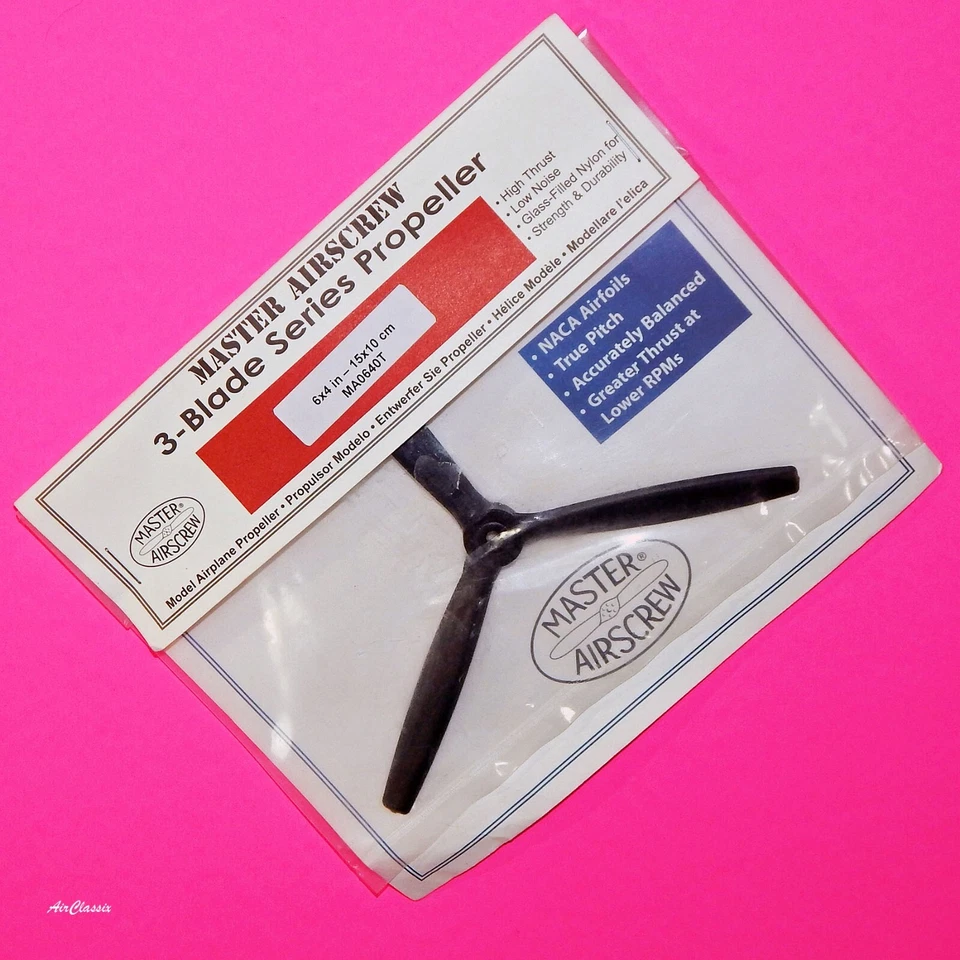 MASTER AIRSCREW
3-Blade Series Propeller
• High Thrust
• Low Noise
• Glass-Filled Nylon for
• Strength & Durability
6x4 in – 15x10 cm
MA0640T
MASTER®
AIRSCREW
Model Airplane Propeller • Propulsor Modelo • Entwerfer Sie Propeller • Hélice Modèle • Modellare l'elica
• NACA Airfoils
• True Pitch
• Accurately Balanced
• Greater Thrust at
Lower RPMs
MASTER®
AIRSCREW
AirClassix